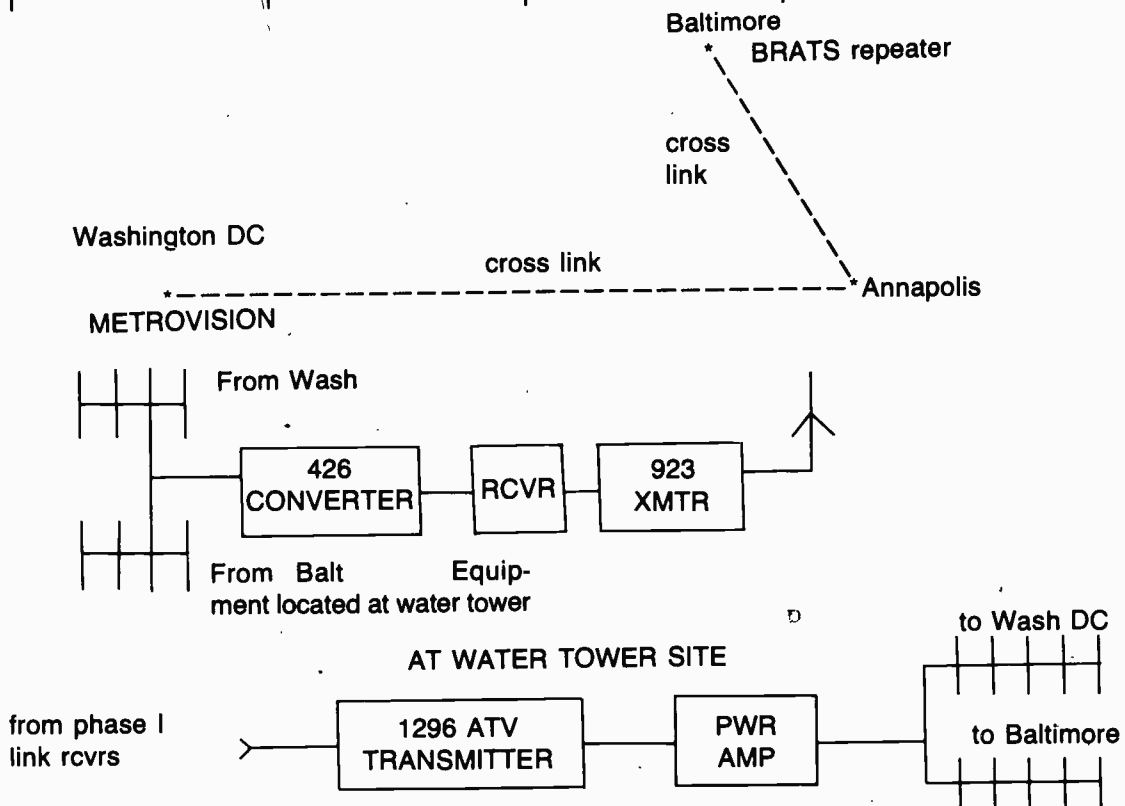 Baltimore
* BRATS repeater
cross
link
Washington DC
cross link
* * Annapolis
METROVISION
From Wash
426
CONVERTER
RCVR
923
XMTR
From Balt Equip-
ment located at water tower
to Wash DC
AT WATER TOWER SITE
from phase I
link rcvrs
1296 ATV
TRANSMITTER
PWR
AMP
to Baltimore